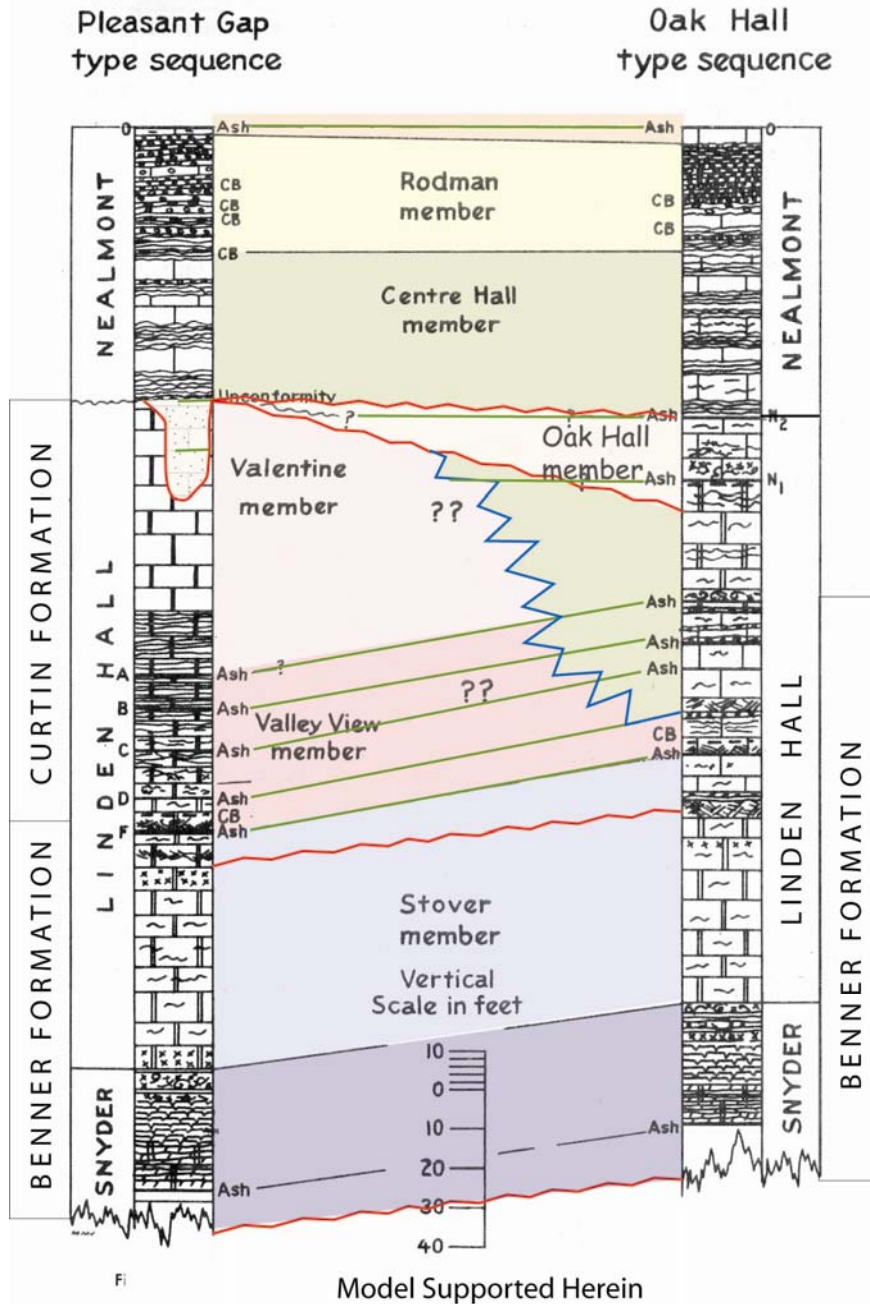 Pleasant Gap
type sequence
Oak Hall
type sequence
0
Ash
Ash
0
NEALMONT
NEALMONT
Rodman
member
CB
CB
CB
CB
CB
CB
Centre Hall
member
Unconformity
?
?
Ash
N2
Oak Hall
member
Valentine
member
Ash
N1
??
CURTIN FORMATION
LINDEN HALL
Ash
A
Ash
?
Ash
Ash
??
B
Ash
Valley View
member
C
Ash
CB
Ash
D
Ash
CB
F
Ash
LINDEN HALL
BENNER FORMATION
BENNER FORMATION
Stover
member
Vertical
Scale in feet
10
0
10
20
30
40
SNYDER
SNYDER
Ash
Ash
Fi
Model Supported Herein